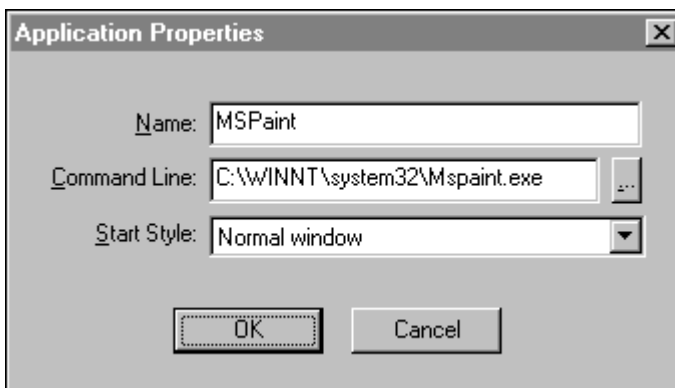 Application Properties
Name: MSPaint
Command Line: C:\WINNT\system32\Mspaint.exe ...
Start Style: Normal window
OK Cancel